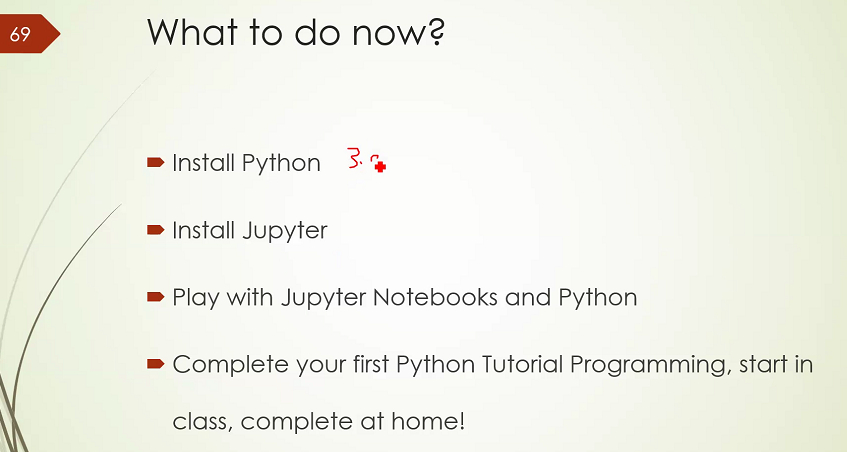 69
What to do now?
Install Python 3.
Install Jupyter
Play with Jupyter Notebooks and Python
Complete your first Python Tutorial Programming, start in
class, complete at home!